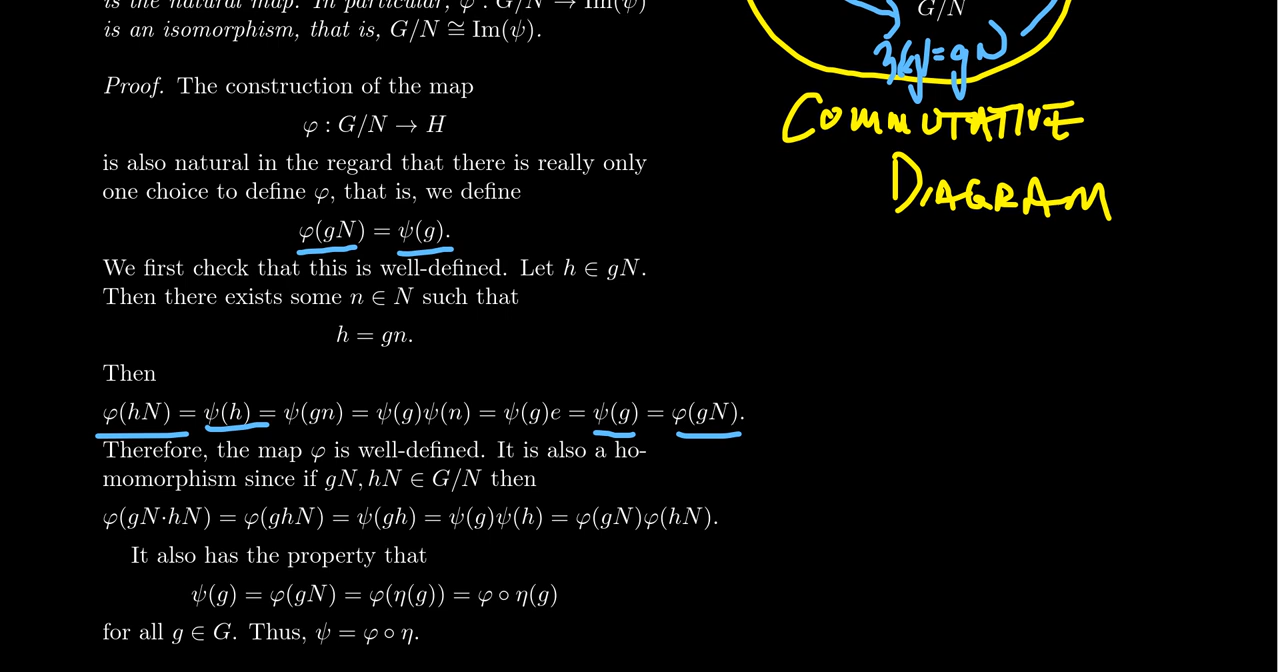 is the natural map. In particular, φ : G/N → Im(ψ)
is an isomorphism, that is, G/N ≅ Im(ψ).
Proof. The construction of the map
φ : G/N → H
is also natural in the regard that there is really only
one choice to define φ, that is, we define
φ(gN) = ψ(g).
We first check that this is well-defined. Let h ∈ gN.
Then there exists some n ∈ N such that
h = gn.
Then
φ(hN) = ψ(h) = ψ(gn) = ψ(g)ψ(n) = ψ(g)e = ψ(g) = φ(gN).
Therefore, the map φ is well-defined. It is also a ho-
momorphism since if gN, hN ∈ G/N then
φ(gN·hN) = φ(ghN) = ψ(gh) = ψ(g)ψ(h) = φ(gN)φ(hN).
It also has the property that
ψ(g) = φ(gN) = φ(η(g)) = φ ∘ η(g)
for all g ∈ G. Thus, ψ = φ ∘ η.
G/N
= gN
COMMUTATIVE
DIAGRAM